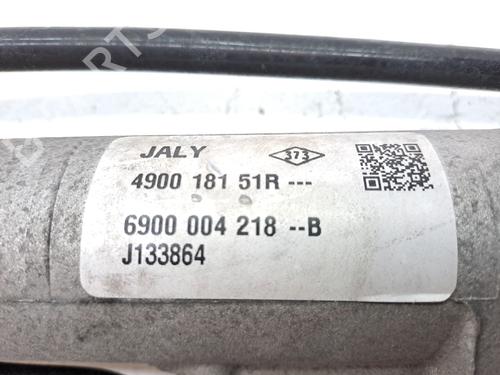 JALY 373
4900 181 51R ---
6900 004 218 --B
J133864